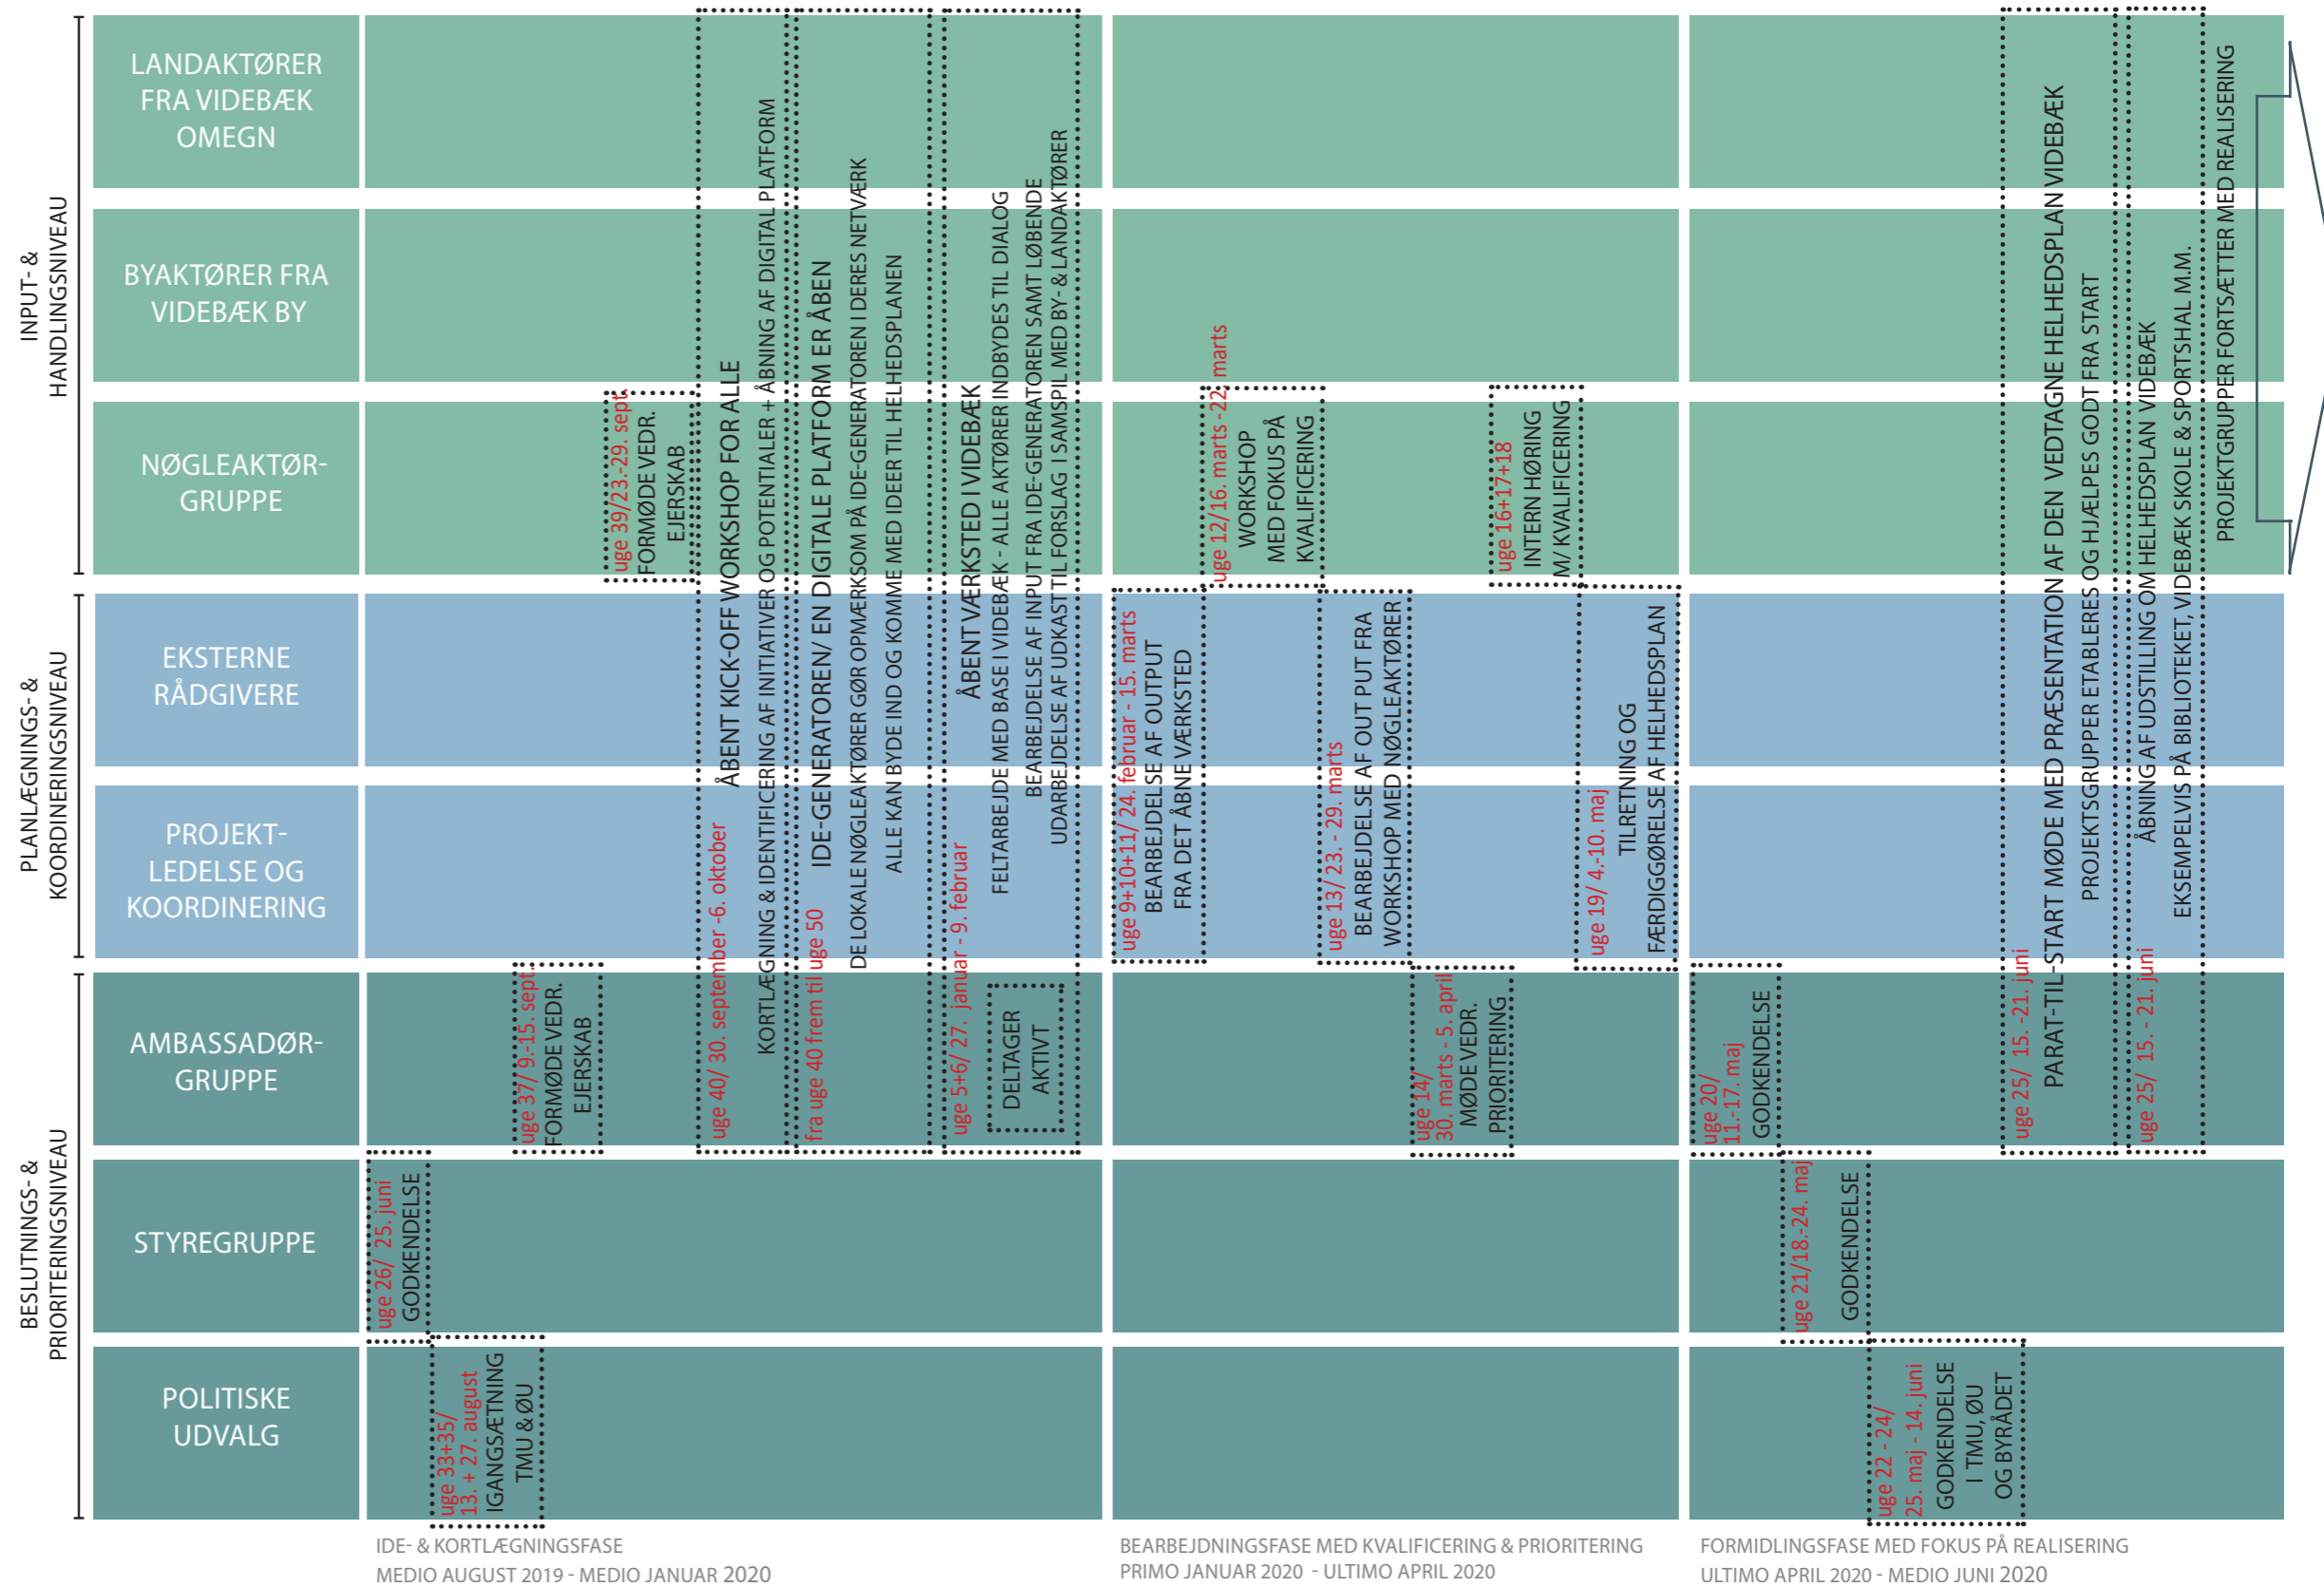 INPUT- &
HANDLINGSNIVEAU
PLANLÆGNINGS- &
KOORDINERINGSNIVEAU
BESLUTNINGS- &
PRIORITERINGSNIVEAU
LANDAKTØRER
FRA VIDEBÆK
OMEGN
BYAKTØRER FRA
VIDEBÆK BY
NØGLEAKTØR-
GRUPPE
EKSTERNE
RÅDGIVERE
PROJEKT-
LEDELSE OG
KOORDINERING
AMBASSADØR-
GRUPPE
STYREGRUPPE
POLITISKE
UDVALG
uge 26/ 25. juni
GODKENDELSE
uge 33+35/
13. + 27. august
IGANGSÆTNING
TMU & ØU
uge 37/ 9.-15. sept.
FORMØDE VEDR.
EJERSKAB
uge 39/23.-29. sept.
FORMØDE VEDR.
EJERSKAB
uge 40/ 30. september -6. oktober
ÅBENT KICK-OFF WORKSHOP FOR ALLE
KORTLÆGNING & IDENTIFICERING AF INITIATIVER OG POTENTIALER + ÅBNING AF DIGITAL PLATFORM
fra uge 40 frem til uge 50
IDE-GENERATOREN/ EN DIGITALE PLATFORM ER ÅBEN
DE LOKALE NØGLEAKTØRER GØR OPMÆRKSOM PÅ IDE-GENERATOREN I DERES NETVÆRK
ALLE KAN BYDE IND OG KOMME MED IDEER TIL HELHEDSPLANEN
uge 5+6/ 27. januar - 9. februar
ÅBENT VÆRKSTED I VIDEBÆK
FELTARBEJDE MED BASE I VIDEBÆK - ALLE AKTØRER INDBYDES TIL DIALOG
BEARBEJDELSE AF INPUT FRA IDE-GENERATOREN SAMT LØBENDE
UDARBEJDELSE AF UDKAST TIL FORSLAG I SAMSPIL MED BY- & LANDAKTØRER
DELTAGER
AKTIVT
uge 9+10+11/ 24. februar - 15. marts
BEARBEJDELSE AF OUTPUT
FRA DET ÅBNE VÆRKSTED
uge 12/16. marts -22. marts
WORKSHOP
MED FOKUS PÅ
KVALIFICERING
uge 13/ 23. - 29. marts
BEARBEJDELSE AF OUT PUT FRA
WORKSHOP MED NØGLEAKTØRER
uge 14/
30. marts - 5. april
MØDE VEDR.
PRIORITERING
uge 16+17+18
INTERN HØRING
M/ KVALIFICERING
uge 19/ 4.-10. maj
TILRETNING OG
FÆRDIGGØRELSE AF HELHEDSPLAN
uge 20/
11.-17. maj
GODKENDELSE
uge 21/18.-24. maj
GODKENDELSE
uge 22 - 24/
25. maj - 14. juni
GODKENDELSE
I TMU, ØU
OG BYRÅDET
uge 25/ 15. -21. juni
PARAT-TIL-START MØDE MED PRÆSENTATION AF DEN VEDTAGNE HELHEDSPLAN VIDEBÆK
PROJEKTSGRUPPER ETABLERES OG HJÆLPES GODT FRA START
uge 25/ 15. - 21. juni
ÅBNING AF UDSTILLING OM HELHEDSPLAN VIDEBÆK
EKSEMPELVIS PÅ BIBLIOTEKET, VIDEBÆK SKOLE & SPORTSHAL M.M.
PROJEKTGRUPPER FORTSÆTTER MED REALISERING
IDE- & KORTLÆGNINGSFASE
MEDIO AUGUST 2019 - MEDIO JANUAR 2020
BEARBEJDNINGSFASE MED KVALIFICERING & PRIORITERING
PRIMO JANUAR 2020 - ULTIMO APRIL 2020
FORMIDLINGSFASE MED FOKUS PÅ REALISERING
ULTIMO APRIL 2020 - MEDIO JUNI 2020